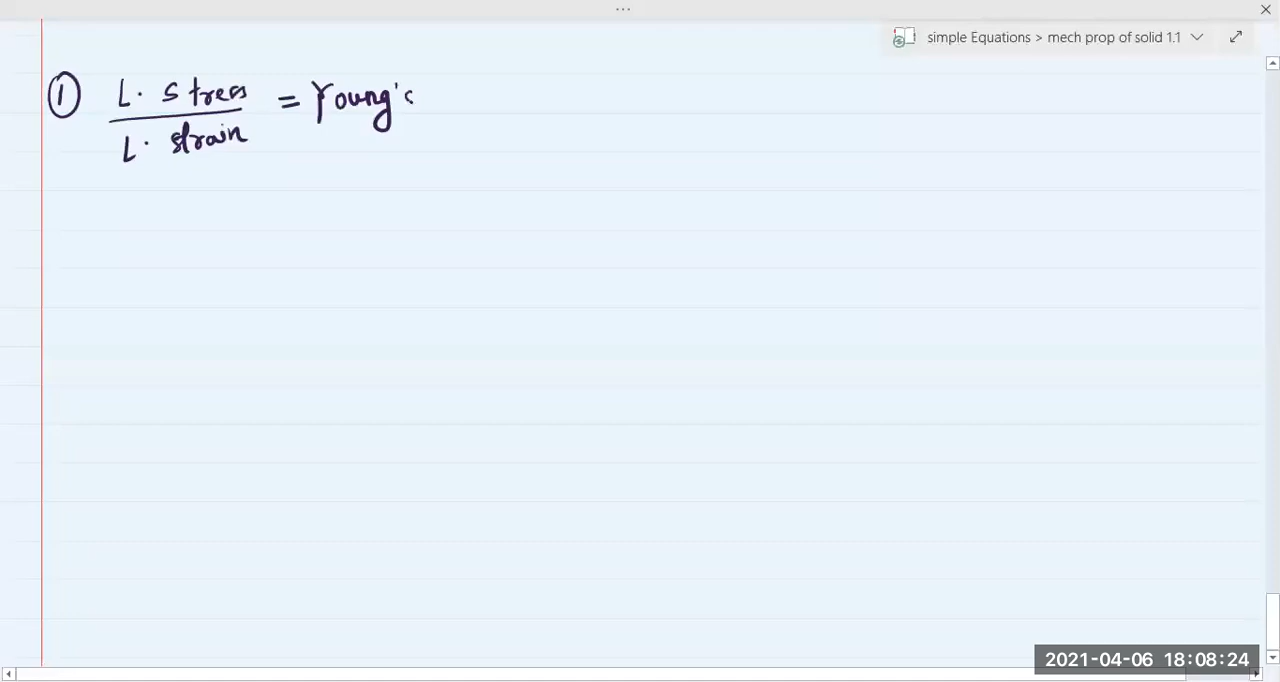 ...
simple Equations > mech prop of solid 1.1
① L. stress
L. strain
= Young's
2021-04-06 18:08:24